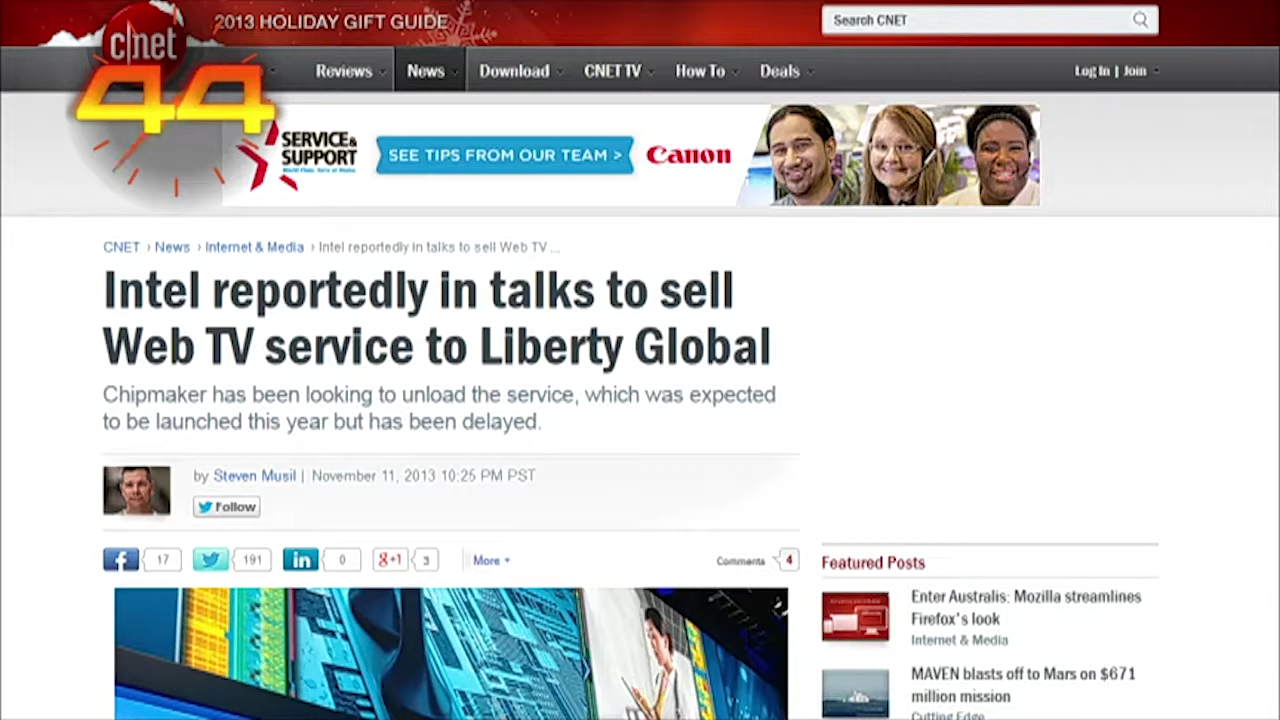 2013 HOLIDAY GIFT GUIDE
Search CNET
c|net
44
Reviews News Download CNET TV How To Deals Log In | Join
SERVICE & SUPPORT
SEE TIPS FROM OUR TEAM >
Canon
CNET › News › Internet & Media › Intel reportedly in talks to sell Web TV ...
Intel reportedly in talks to sell
Web TV service to Liberty Global
Chipmaker has been looking to unload the service, which was expected
to be launched this year but has been delayed.
by Steven Musil | November 11, 2013 10:25 PM PST
Follow
17 191 in 0 g+1 3 More + Comments 4
Featured Posts
Enter Australis: Mozilla streamlines
Firefox's look
Internet & Media
MAVEN blasts off to Mars on $671
million mission
Cutting Edge